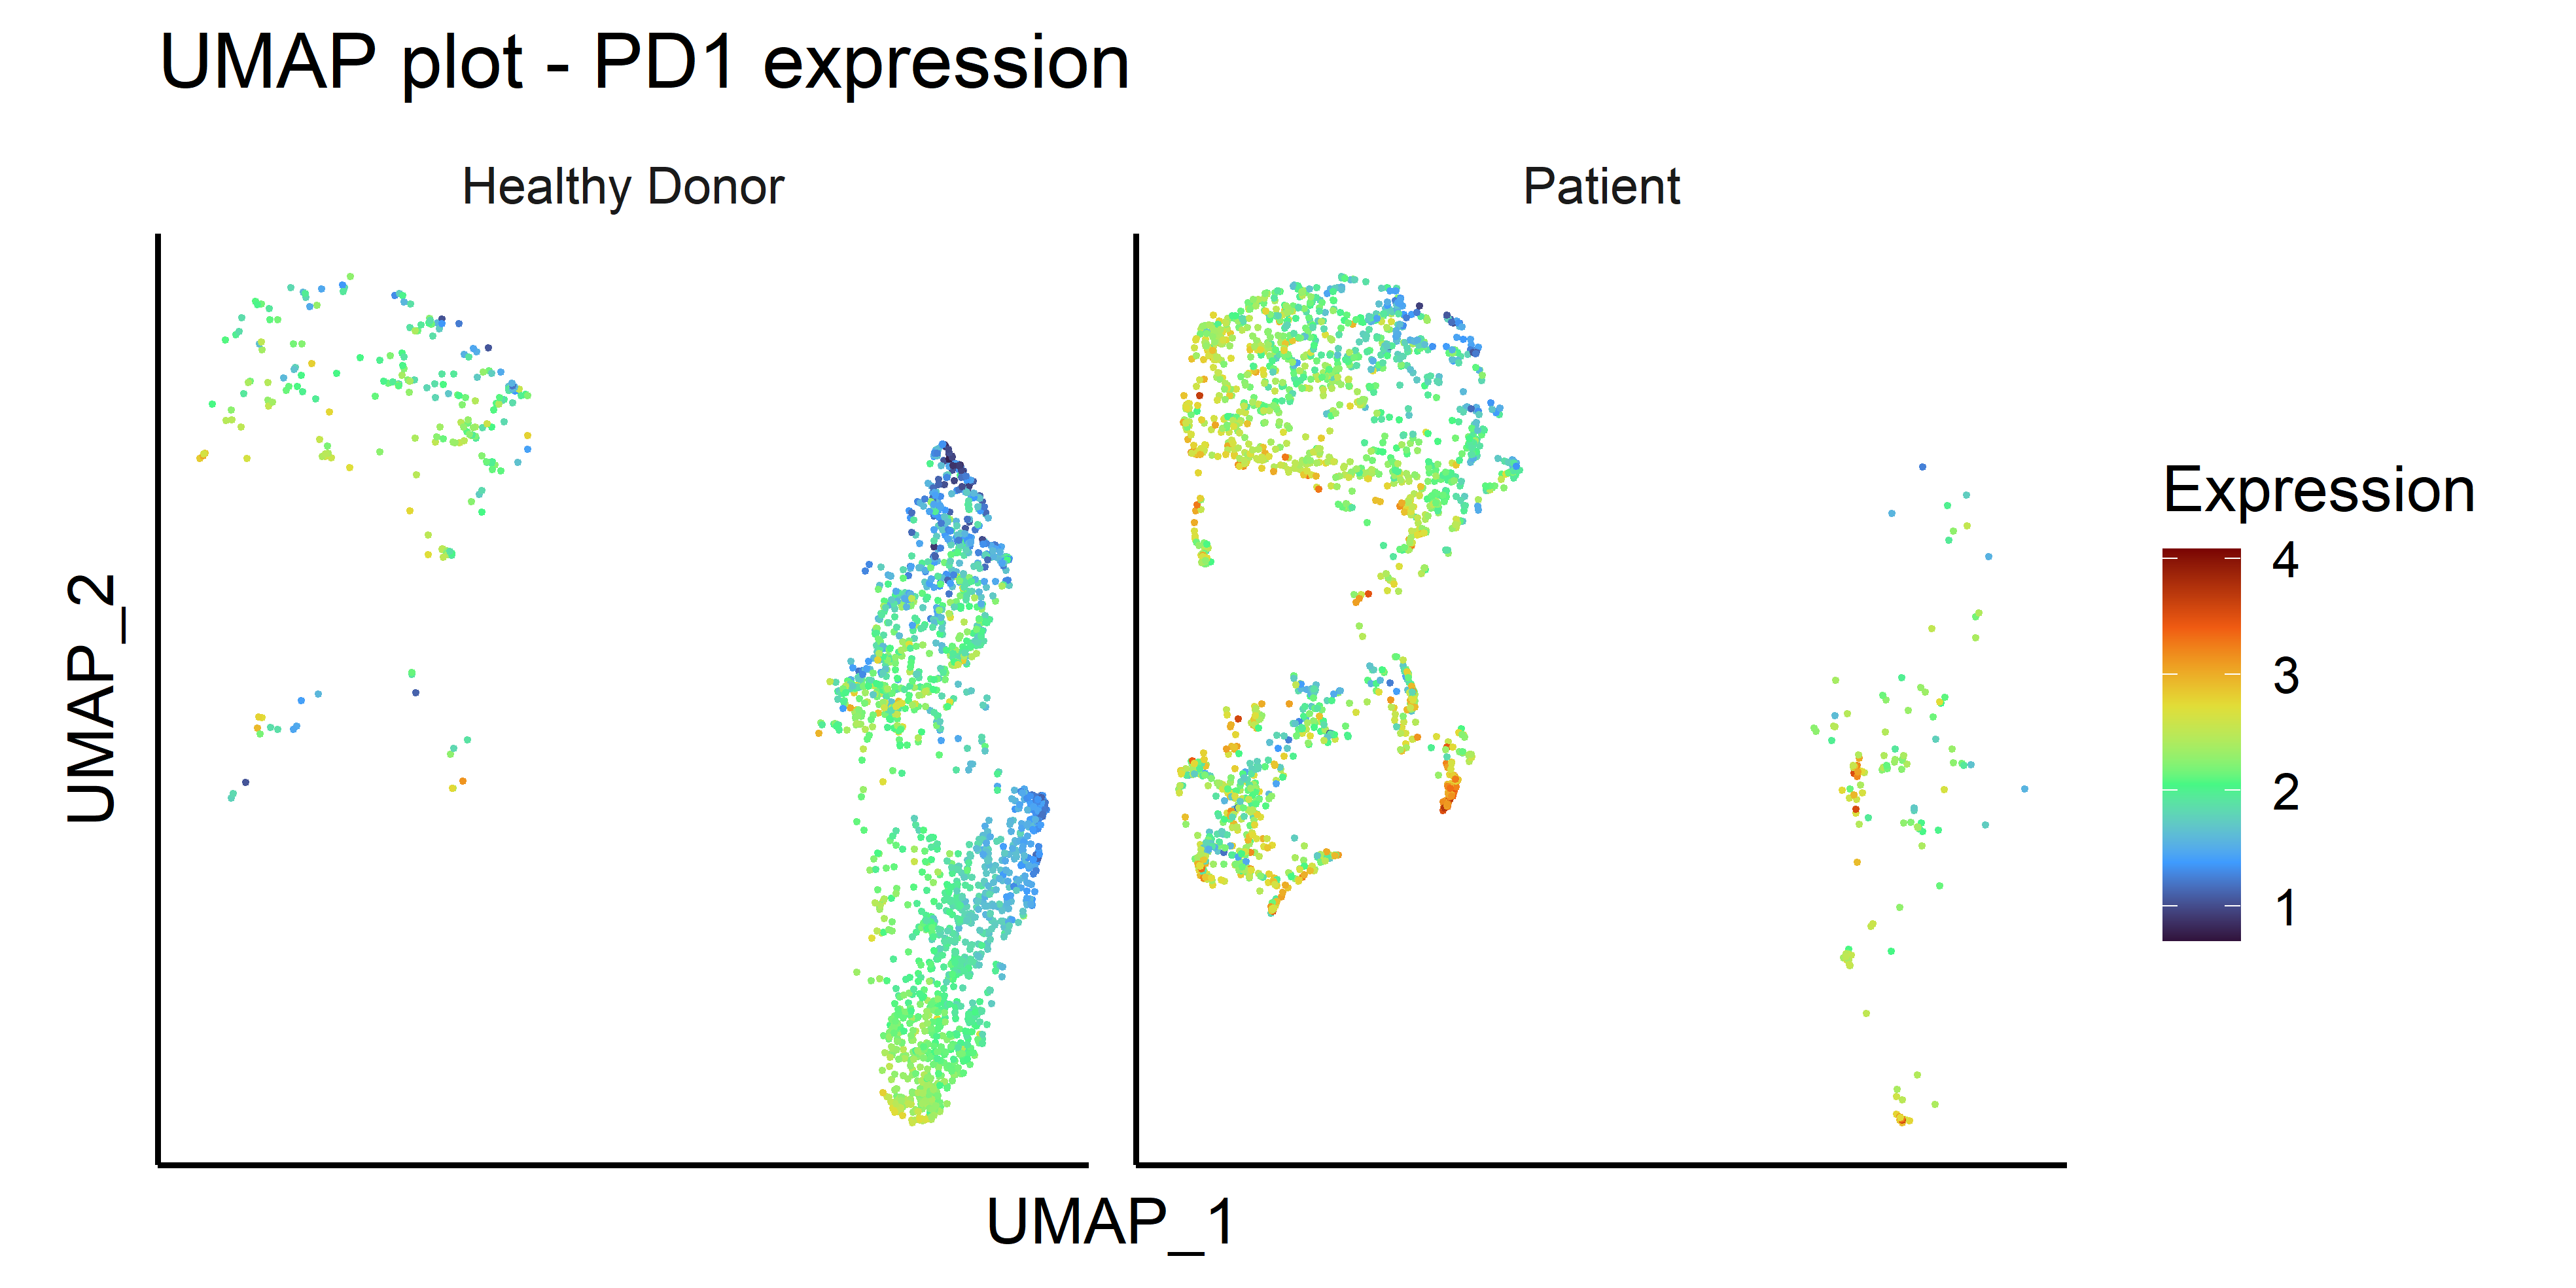 UMAP plot - PD1 expression
Healthy Donor
Patient
UMAP_2
UMAP_1
Expression
4
3
2
1